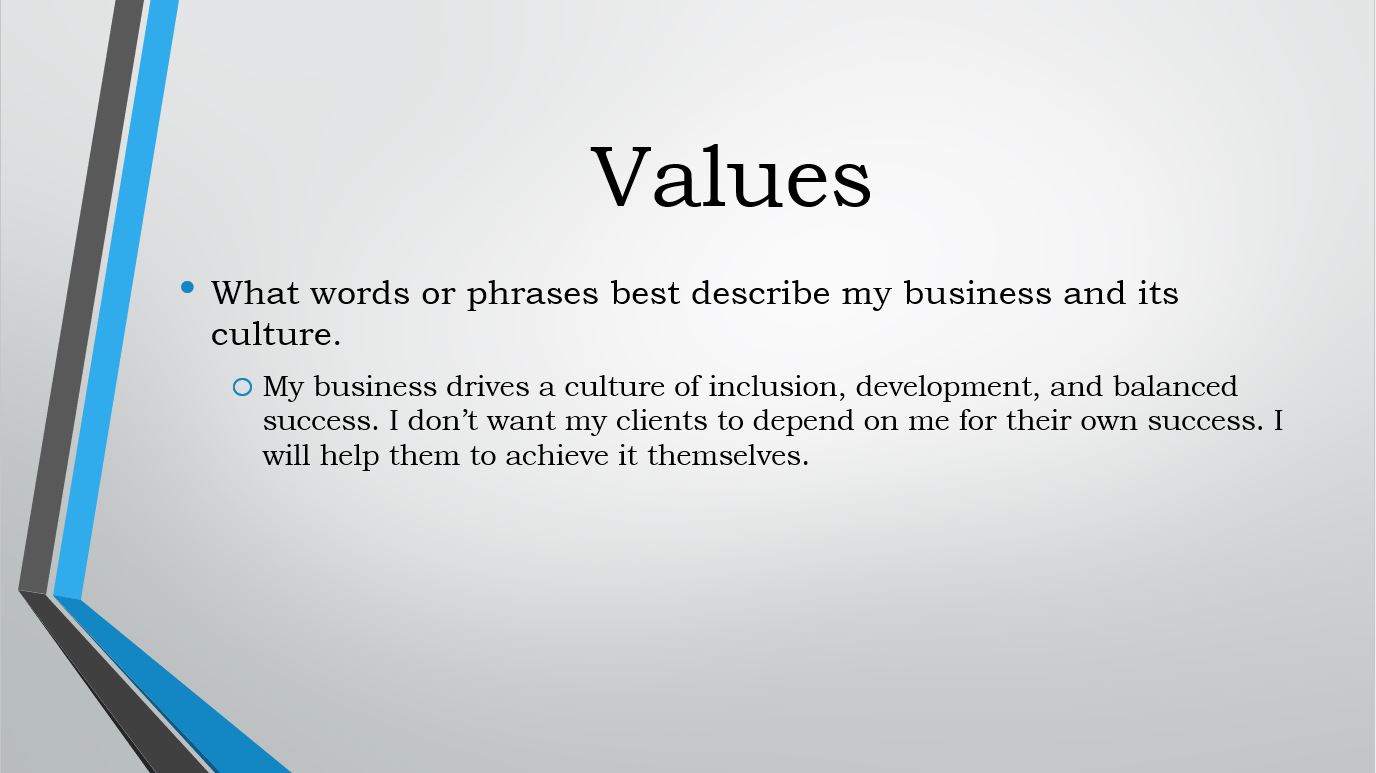 Values
What words or phrases best describe my business and its
culture.
My business drives a culture of inclusion, development, and balanced
success. I don’t want my clients to depend on me for their own success. I
will help them to achieve it themselves.